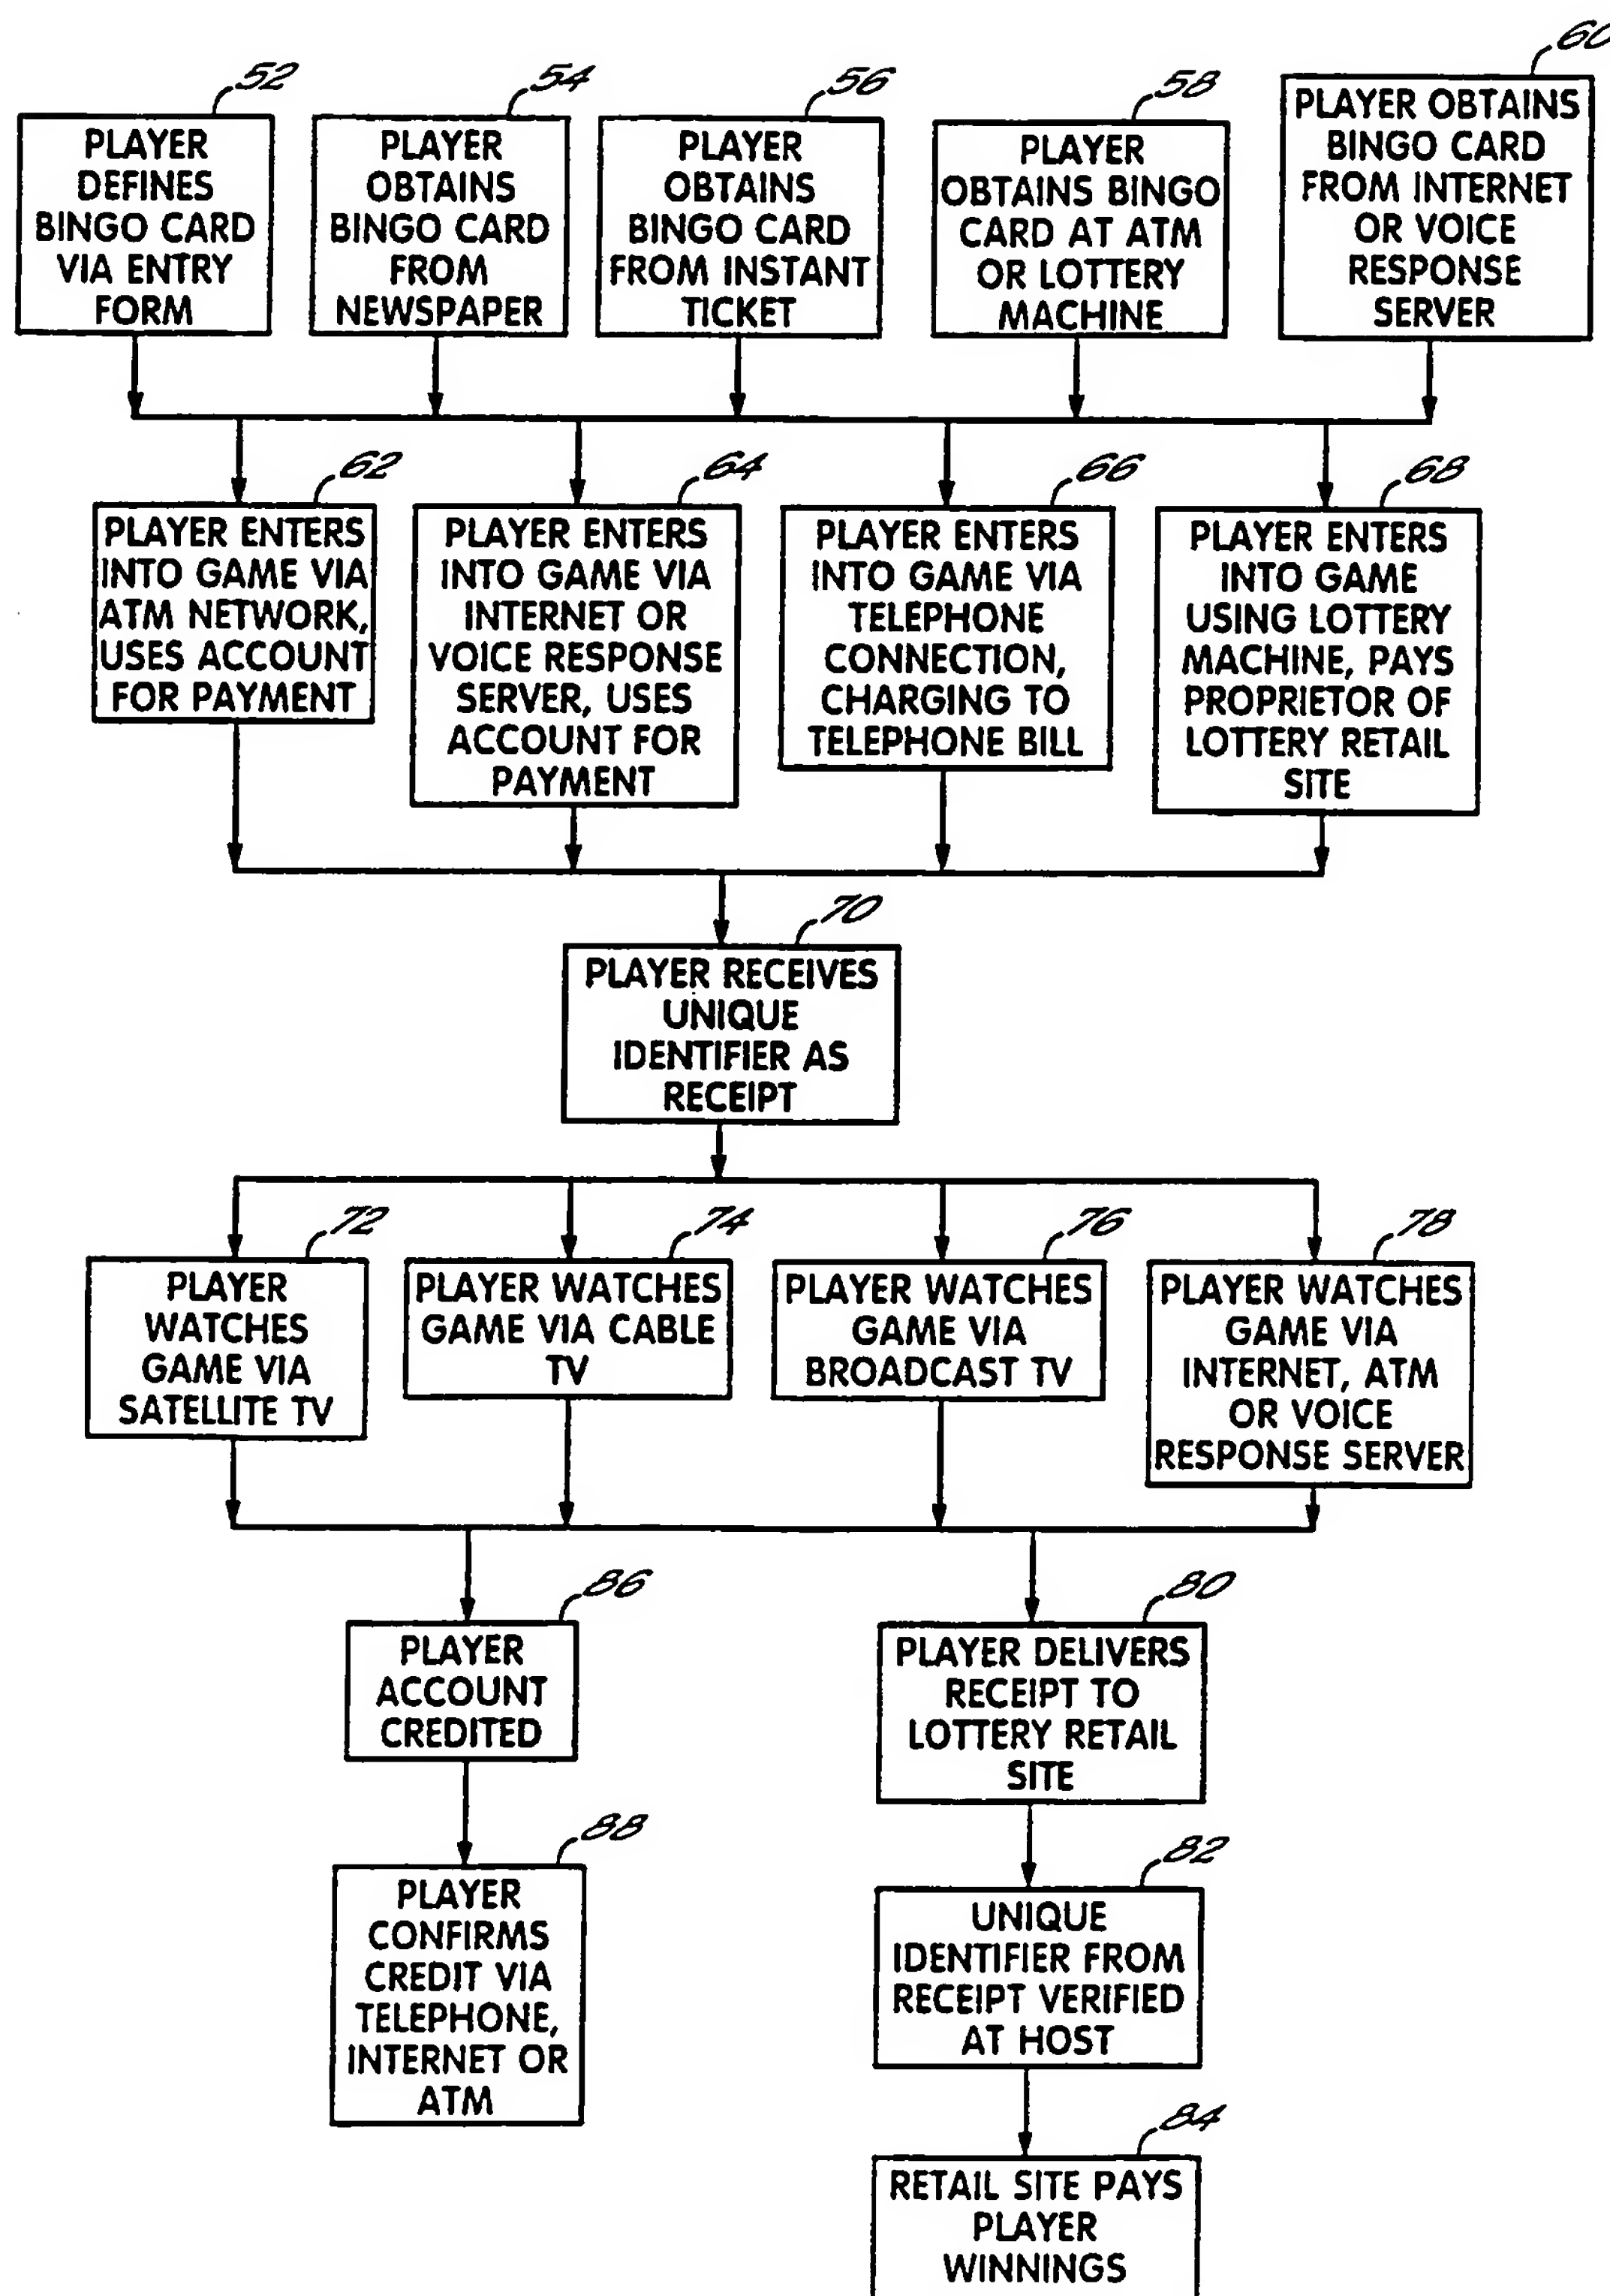 52
PLAYER
DEFINES
BINGO CARD
VIA ENTRY
FORM
54
PLAYER
OBTAINS
BINGO CARD
FROM
NEWSPAPER
56
PLAYER
OBTAINS
BINGO CARD
FROM INSTANT
TICKET
58
PLAYER
OBTAINS BINGO
CARD AT ATM
OR LOTTERY
MACHINE
60
PLAYER OBTAINS
BINGO CARD
FROM INTERNET
OR VOICE
RESPONSE
SERVER
62
PLAYER ENTERS
INTO GAME VIA
ATM NETWORK,
USES ACCOUNT
FOR PAYMENT
64
PLAYER ENTERS
INTO GAME VIA
INTERNET OR
VOICE RESPONSE
SERVER, USES
ACCOUNT FOR
PAYMENT
66
PLAYER ENTERS
INTO GAME VIA
TELEPHONE
CONNECTION,
CHARGING TO
TELEPHONE BILL
68
PLAYER ENTERS
INTO GAME
USING LOTTERY
MACHINE, PAYS
PROPRIETOR OF
LOTTERY RETAIL
SITE
70
PLAYER RECEIVES
UNIQUE
IDENTIFIER AS
RECEIPT
72
PLAYER
WATCHES
GAME VIA
SATELLITE TV
74
PLAYER WATCHES
GAME VIA CABLE
TV
76
PLAYER WATCHES
GAME VIA
BROADCAST TV
78
PLAYER WATCHES
GAME VIA
INTERNET, ATM
OR VOICE
RESPONSE SERVER
86
PLAYER
ACCOUNT
CREDITED
80
PLAYER DELIVERS
RECEIPT TO
LOTTERY RETAIL
SITE
88
PLAYER
CONFIRMS
CREDIT VIA
TELEPHONE,
INTERNET OR
ATM
82
UNIQUE
IDENTIFIER FROM
RECEIPT VERIFIED
AT HOST
84
RETAIL SITE PAYS
PLAYER
WINNINGS